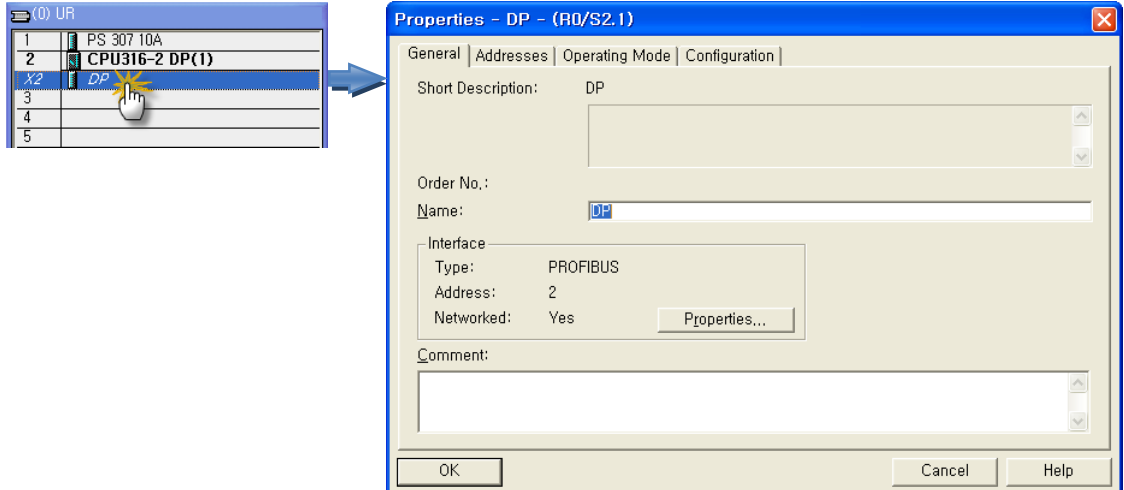 (0) UR
1 PS 307 10A
2 CPU316-2 DP(1)
X2 DP
3
4
5
Properties - DP - (R0/S2.1)
General Addresses Operating Mode Configuration
Short Description: DP
Order No.:
Name: DP
Interface
Type: PROFIBUS
Address: 2
Networked: Yes Properties...
Comment:
OK Cancel Help